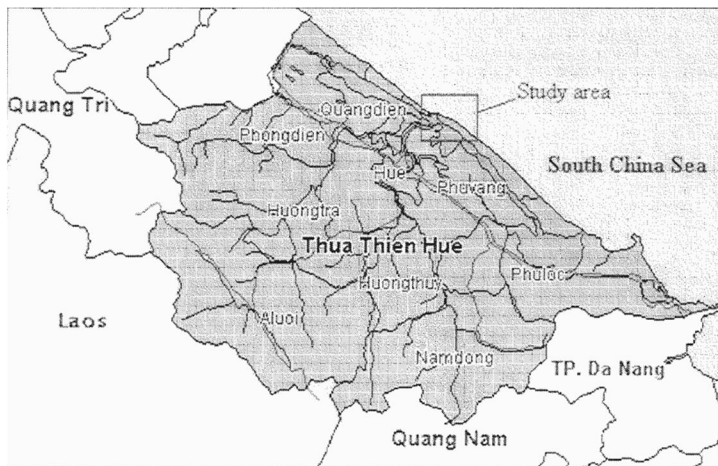 Quang Tri
Quangdien
Study area
Phongdien
South China Sea
Hue
Phuvang
Huongtra
Thua Thien Hue
Phuloc
Huongthuy
Laos
Aluoi
Namdong
TP. Da Nang
Quang Nam